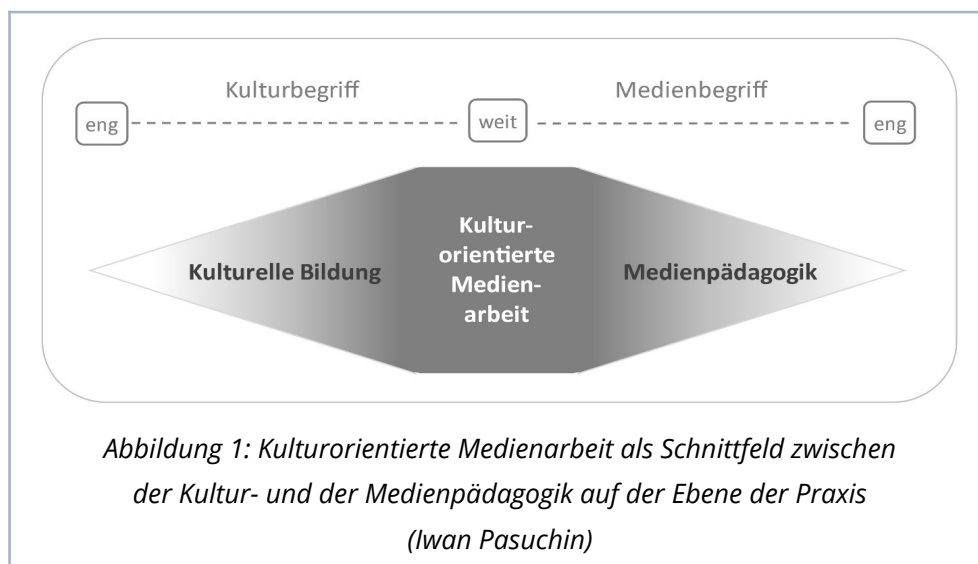 Kulturbegriff
Medienbegriff
eng
weit
eng
Kultur-
orientierte
Medien-
arbeit
Kulturelle Bildung
Medienpädagogik
Abbildung 1: Kulturorientierte Medienarbeit als Schnittfeld zwischen
der Kultur- und der Medienpädagogik auf der Ebene der Praxis
(Iwan Pasuchin)